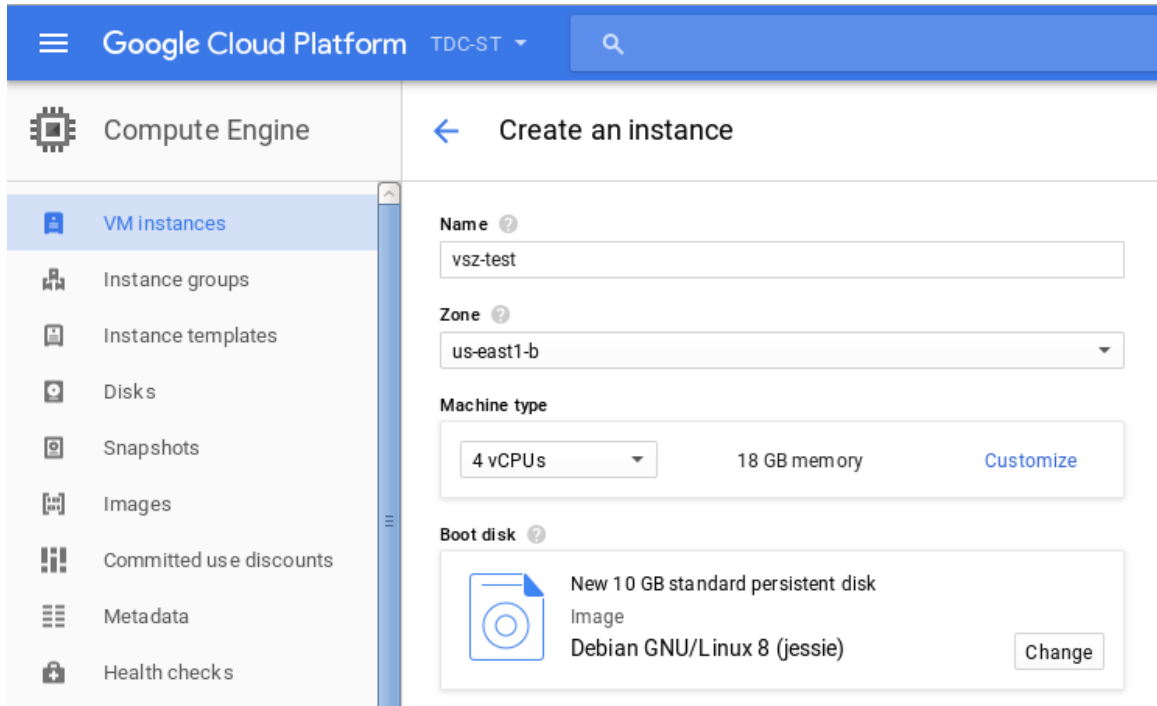 Google Cloud Platform TDC-ST
Compute Engine
Create an instance
VM instances
Instance groups
Instance templates
Disks
Snapshots
Images
Committed use discounts
Metadata
Health checks
Name
vsz-test
Zone
us-east1-b
Machine type
4 vCPUs 18 GB memory Customize
Boot disk
New 10 GB standard persistent disk
Image
Debian GNU/Linux 8 (jessie)
Change